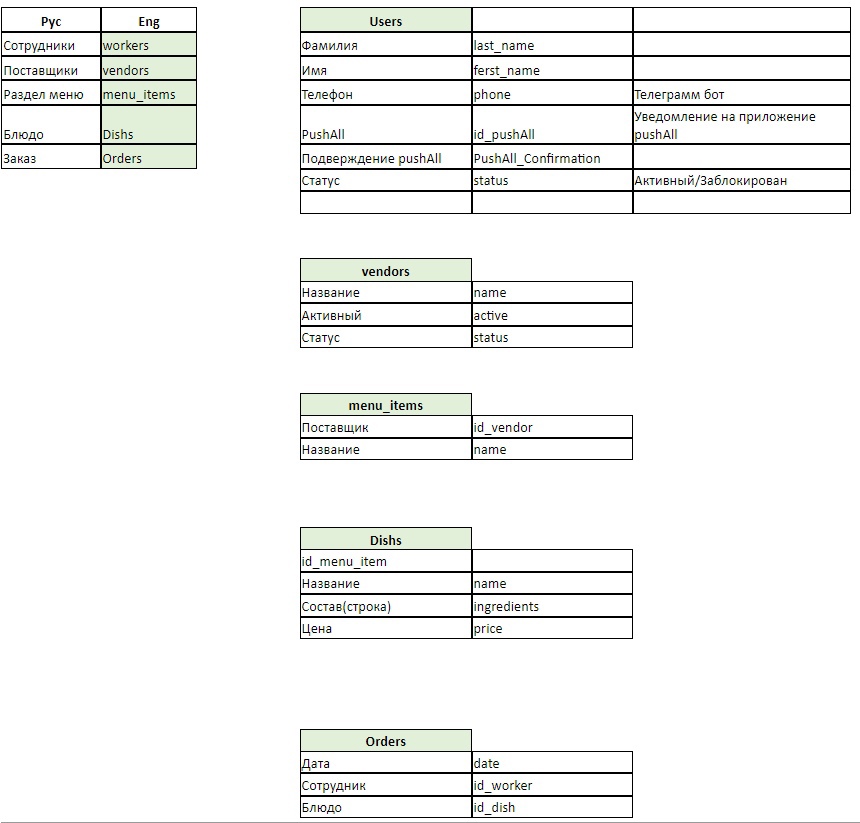 Рус Eng
Сотрудники workers
Поставщики vendors
Раздел меню menu_items
Блюдо Dishs
Заказ Orders
Users
Фамилия last_name
Имя ferst_name
Телефон phone Телеграмм бот
PushAll id_pushAll Уведомление на приложение pushAll
Подверждение pushAll PushAll_Confirmation
Статус status Активный/Заблокирован
vendors
Название name
Активный active
Статус status
menu_items
Поставщик id_vendor
Название name
Dishs
id_menu_item
Название name
Состав(строка) ingredients
Цена price
Orders
Дата date
Сотрудник id_worker
Блюдо id_dish